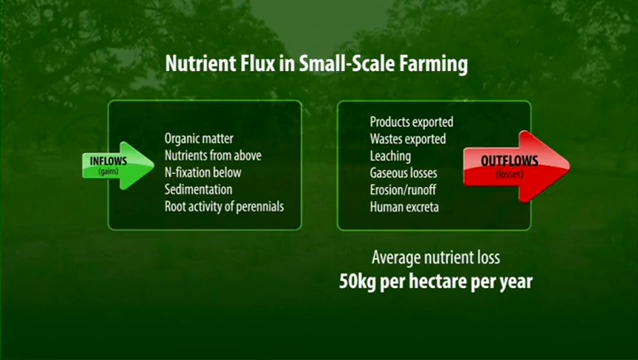 Nutrient Flux in Small-Scale Farming
INFLOWS
(gains)
Organic matter
Nutrients from above
N-fixation below
Sedimentation
Root activity of perennials
Products exported
Wastes exported
Leaching
Gaseous losses
Erosion/runoff
Human excreta
OUTFLOWS
(losses)
Average nutrient loss
50kg per hectare per year